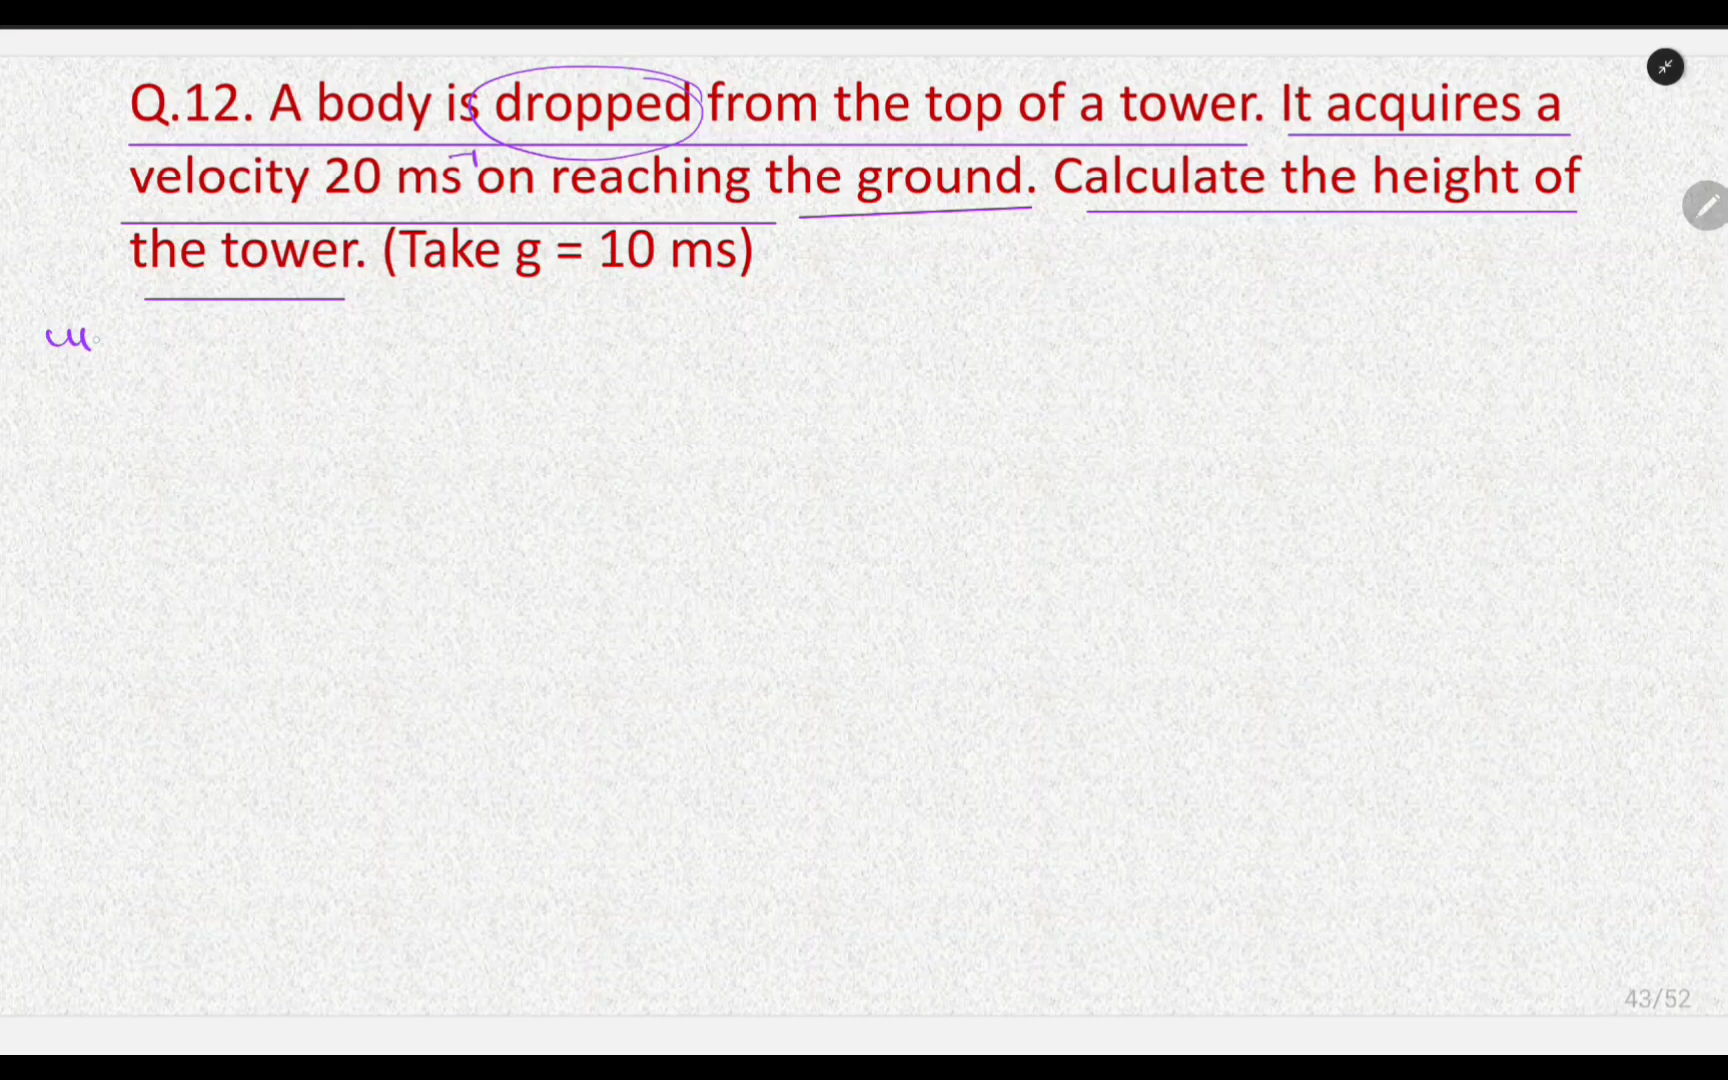 Q.12. A body is dropped from the top of a tower. It acquires a
velocity 20 ms⁻¹ on reaching the ground. Calculate the height of
the tower. (Take g = 10 ms)
u
43/52